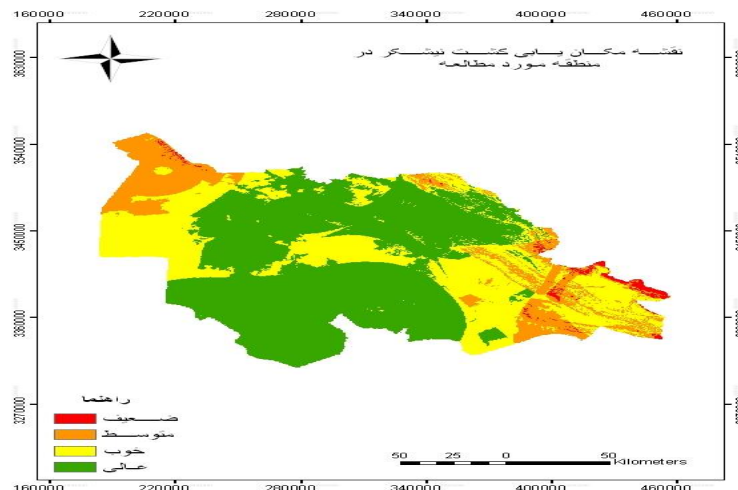 160000 220000 280000 340000 400000 460000
نقشه مکان یابی کشت نیشکر در
منطقه مورد مطالعه
3630000
3540000
3450000
3360000
3270000
راهنما
ضعیف
متوسط
خوب
عالی
50 25 0 50
Kilometers
160000 220000 280000 340000 400000 460000